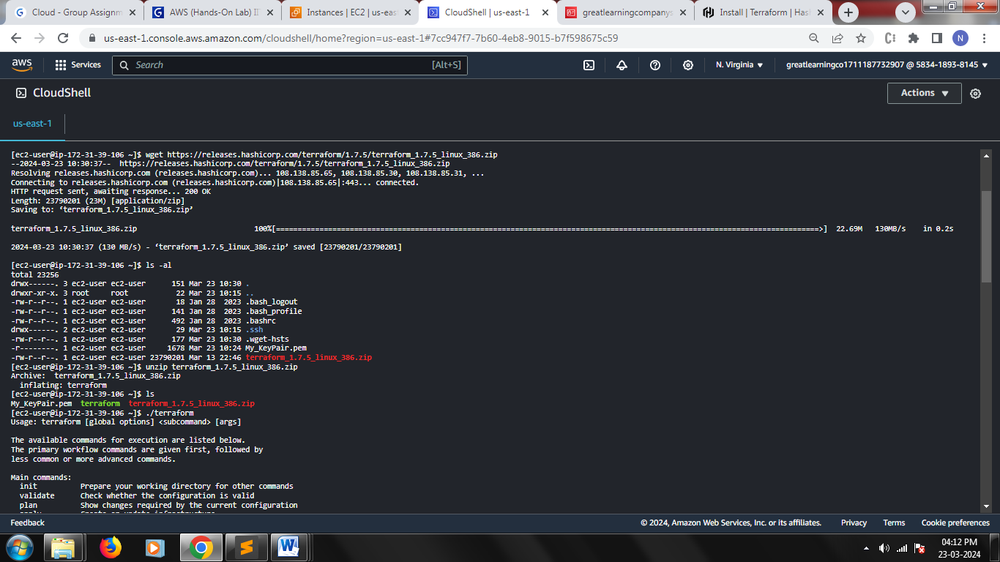 Cloud - Group Assignm
AWS (Hands-On Lab) I
Instances | EC2 | us-eas
CloudShell | us-east-1
greatlearningcompanys
Install | Terraform | Has
us-east-1.console.aws.amazon.com/cloudshell/home?region=us-east-1#7cc947f7-7b60-4eb8-9015-b7f598675c59
N
aws
Services
Search
[Alt+S]
N. Virginia
greatlearningco1711187732907 @ 5834-1893-8145
CloudShell
Actions
us-east-1
[ec2-user@ip-172-31-39-106 ~]$ wget https://releases.hashicorp.com/terraform/1.7.5/terraform_1.7.5_linux_386.zip
--2024-03-23 10:30:37--  https://releases.hashicorp.com/terraform/1.7.5/terraform_1.7.5_linux_386.zip
Resolving releases.hashicorp.com (releases.hashicorp.com)... 108.138.85.65, 108.138.85.30, 108.138.85.31, ...
Connecting to releases.hashicorp.com (releases.hashicorp.com)|108.138.85.65|:443... connected.
HTTP request sent, awaiting response... 200 OK
Length: 23790201 (23M) [application/zip]
Saving to: ‘terraform_1.7.5_linux_386.zip’
terraform_1.7.5_linux_386.zip 100%[=====================================================================================================================>] 22.69M 130MB/s in 0.2s
2024-03-23 10:30:37 (130 MB/s) - ‘terraform_1.7.5_linux_386.zip’ saved [23790201/23790201]
[ec2-user@ip-172-31-39-106 ~]$ ls -al
total 23256
drwx------. 3 ec2-user ec2-user 151 Mar 23 10:30 .
drwxr-xr-x. 3 root root 22 Mar 23 10:15 ..
-rw-r--r--. 1 ec2-user ec2-user 18 Jan 28 2023 .bash_logout
-rw-r--r--. 1 ec2-user ec2-user 141 Jan 28 2023 .bash_profile
-rw-r--r--. 1 ec2-user ec2-user 492 Jan 28 2023 .bashrc
drwx------. 2 ec2-user ec2-user 29 Mar 23 10:15 .ssh
-rw-r--r--. 1 ec2-user ec2-user 177 Mar 23 10:30 .wget-hsts
-r--------. 1 ec2-user ec2-user 1678 Mar 23 10:24 My_KeyPair.pem
-rw-r--r--. 1 ec2-user ec2-user 23790201 Mar 13 22:46 terraform_1.7.5_linux_386.zip
[ec2-user@ip-172-31-39-106 ~]$ unzip terraform_1.7.5_linux_386.zip
Archive:  terraform_1.7.5_linux_386.zip
inflating: terraform
[ec2-user@ip-172-31-39-106 ~]$ ls
My_KeyPair.pem  terraform  terraform_1.7.5_linux_386.zip
[ec2-user@ip-172-31-39-106 ~]$ ./terraform
Usage: terraform [global options] <subcommand> [args]
The available commands for execution are listed below.
The primary workflow commands are given first, followed by
less common or more advanced commands.
Main commands:
init Prepare your working directory for other commands
validate Check whether the configuration is valid
plan Show changes required by the current configuration
Feedback
© 2024, Amazon Web Services, Inc. or its affiliates.
Privacy
Terms
Cookie preferences
04:12 PM
23-03-2024